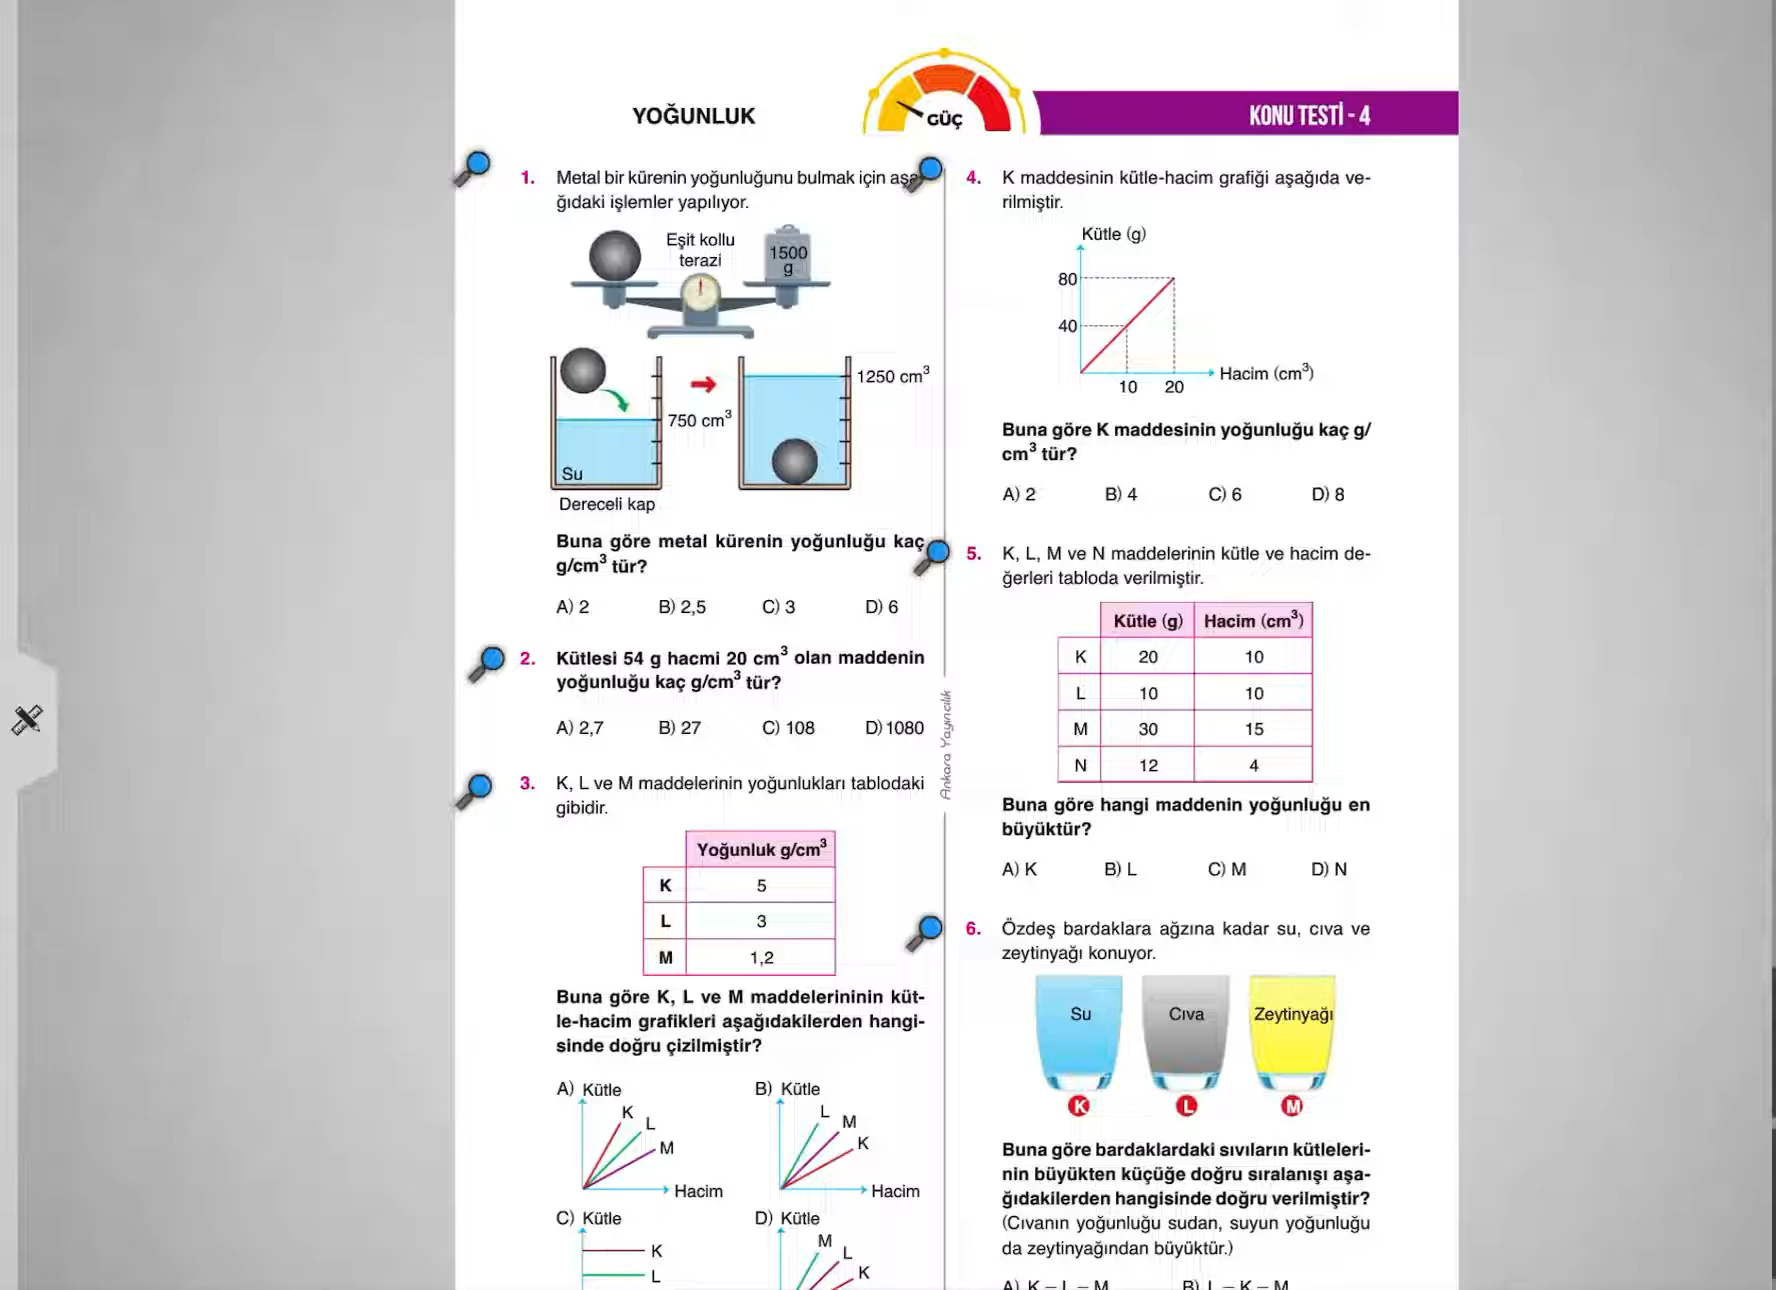 YOĞUNLUK
GÜÇ
KONU TESTİ - 4
1. Metal bir kürenin yoğunluğunu bulmak için aşa-
ğıdaki işlemler yapılıyor.
Eşit kollu
terazi
1500
g
750 cm³
1250 cm³
Su
Dereceli kap
Buna göre metal kürenin yoğunluğu kaç
g/cm³ tür?
A) 2 B) 2,5 C) 3 D) 6
2. Kütlesi 54 g hacmi 20 cm³ olan maddenin
yoğunluğu kaç g/cm³ tür?
A) 2,7 B) 27 C) 108 D) 1080
3. K, L ve M maddelerinin yoğunlukları tablodaki
gibidir.
Yoğunluk g/cm³
K 5
L 3
M 1,2
Buna göre K, L ve M maddelerininin küt-
le-hacim grafikleri aşağıdakilerden hangi-
sinde doğru çizilmiştir?
A) Kütle
K
L
M
Hacim
B) Kütle
L
M
K
Hacim
C) Kütle
K
L
D) Kütle
M
L
K
Ankara Yayıncılık
4. K maddesinin kütle-hacim grafiği aşağıda ve-
rilmiştir.
Kütle (g)
80
40
10 20
Hacim (cm³)
Buna göre K maddesinin yoğunluğu kaç g/
cm³ tür?
A) 2 B) 4 C) 6 D) 8
5. K, L, M ve N maddelerinin kütle ve hacim de-
ğerleri tabloda verilmiştir.
Kütle (g) Hacim (cm³)
K 20 10
L 10 10
M 30 15
N 12 4
Buna göre hangi maddenin yoğunluğu en
büyüktür?
A) K B) L C) M D) N
6. Özdeş bardaklara ağzına kadar su, cıva ve
zeytinyağı konuyor.
Su Cıva Zeytinyağı
K L M
Buna göre bardaklardaki sıvıların kütleleri-
nin büyükten küçüğe doğru sıralanışı aşa-
ğıdakilerden hangisinde doğru verilmiştir?
(Cıvanın yoğunluğu sudan, suyun yoğunluğu
da zeytinyağından büyüktür.)
A) K – L – M B) L – K – M